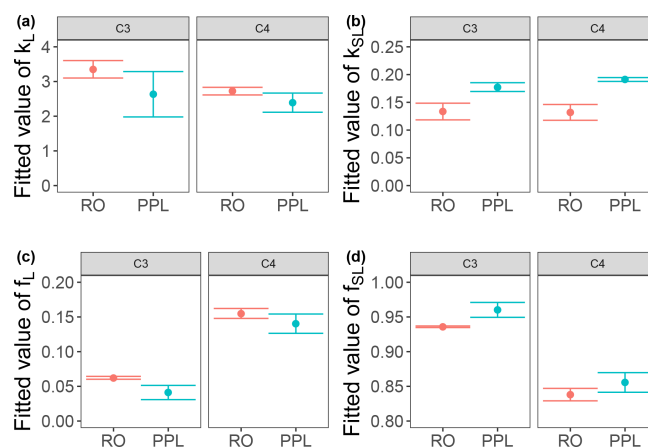 (a)
C3
C4
Fitted value of kL
4
3
2
1
0
RO
PPL
RO
PPL
(b)
C3
C4
Fitted value of kSL
0.25
0.20
0.15
0.10
0.05
0.00
RO
PPL
RO
PPL
(c)
C3
C4
Fitted value of fL
0.20
0.15
0.10
0.05
0.00
RO
PPL
RO
PPL
(d)
C3
C4
Fitted value of fSL
1.00
0.95
0.90
0.85
0.80
RO
PPL
RO
PPL